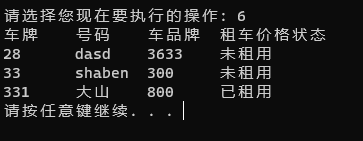 请选择您现在要执行的操作: 6
车牌 号码 车品牌 租车价格状态
28 dasd 3633 未租用
33 shaben 300 未租用
331 大山 800 已租用
请按任意键继续. . .